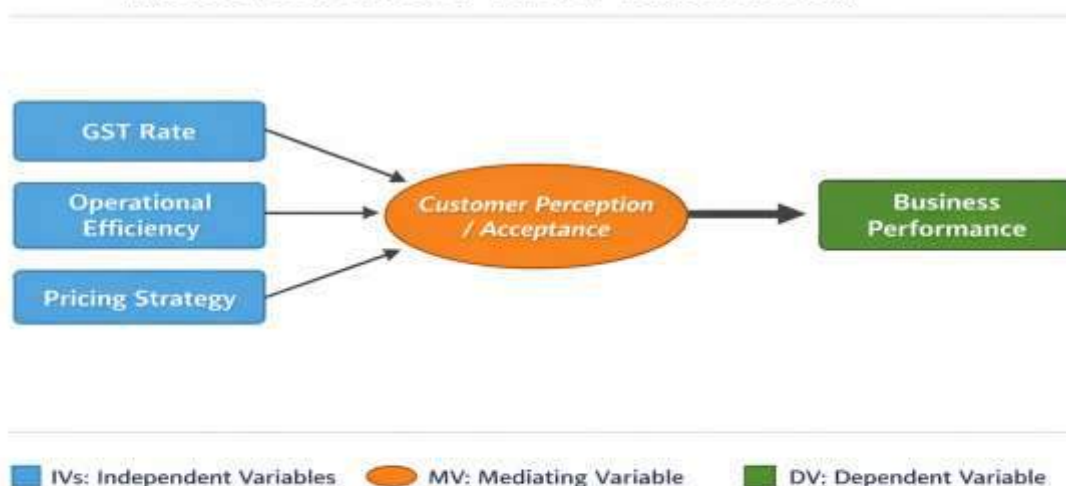 GST Rate
Operational
Efficiency
Pricing Strategy
Customer Perception
/ Acceptance
Business
Performance
IVs: Independent Variables
MV: Mediating Variable
DV: Dependent Variable